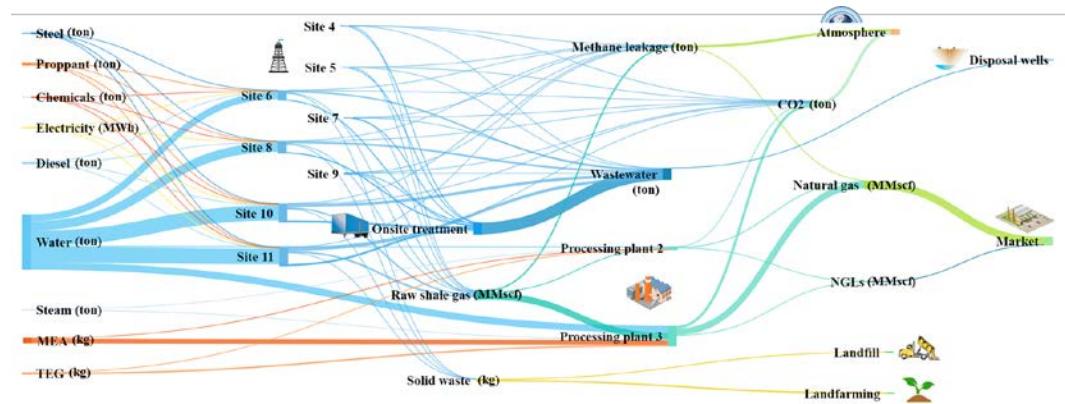 Steel (ton)
Proppant (ton)
Chemicals (ton)
Electricity (MWh)
Diesel (ton)
Water (ton)
Steam (ton)
MEA (kg)
TEG (kg)
Site 4
Site 5
Site 6
Site 7
Site 8
Site 9
Site 10
Site 11
Onsite treatment
Raw shale gas (MMscf)
Solid waste (kg)
Methane leakage (ton)
Wastewater
(ton)
Processing plant 2
Processing plant 3
Atmosphere
CO2 (ton)
Natural gas (MMscf)
NGLs (MMscf)
Landfill
Landfarming
Disposal wells
Market